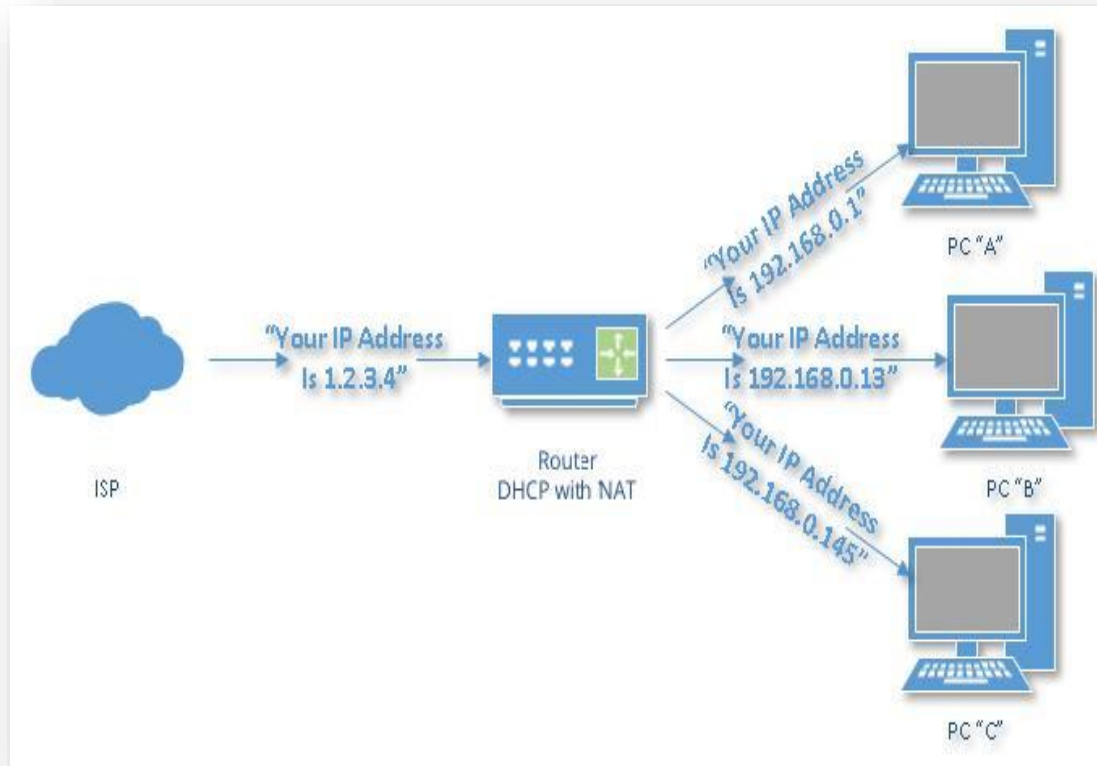 ISP
“Your IP Address
Is 1.2.3.4”
Router
DHCP with NAT
“Your IP Address
Is 192.168.0.1”
PC “A”
“Your IP Address
Is 192.168.0.13”
PC “B”
“Your IP Address
Is 192.168.0.145”
PC “C”